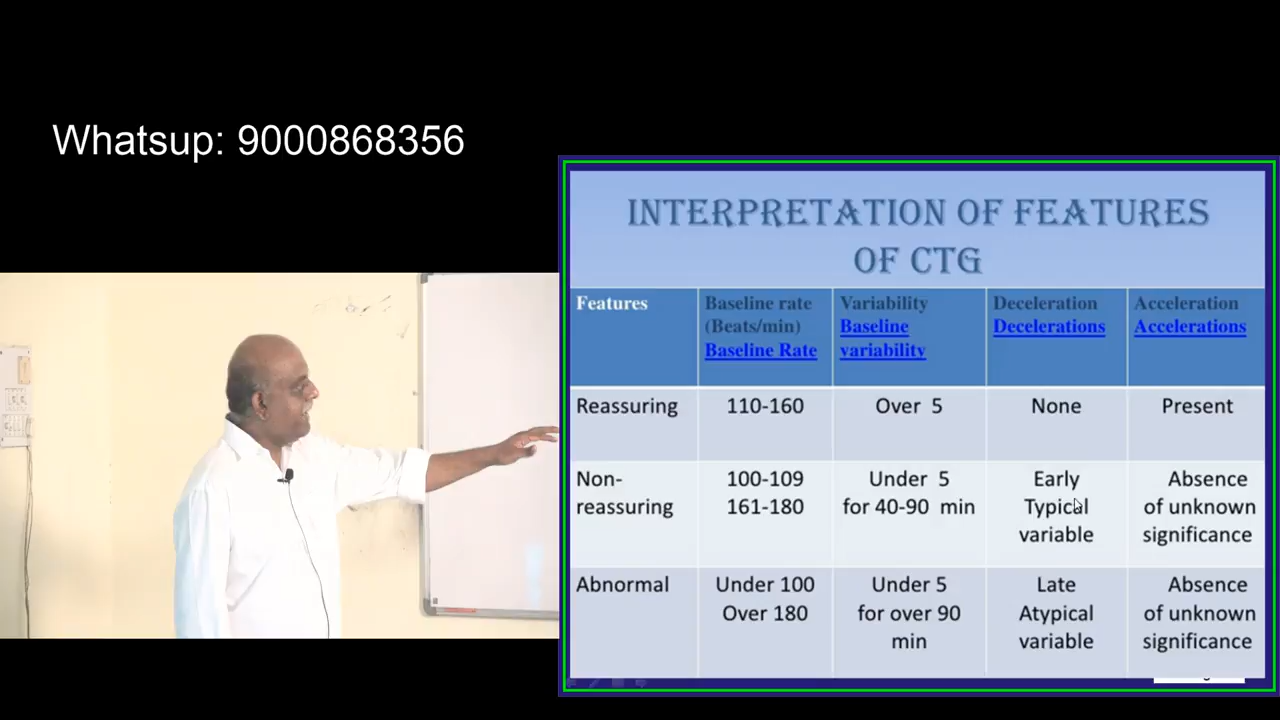 Whatsup: 9000868356
INTERPRETATION OF FEATURES
OF CTG
Features
Baseline rate
(Beats/min)
Baseline Rate
Variability
Baseline
variability
Deceleration
Decelerations
Acceleration
Accelerations
Reassuring
110-160
Over 5
None
Present
Non-
reassuring
100-109
161-180
Under 5
for 40-90 min
Early
Typical
variable
Absence
of unknown
significance
Abnormal
Under 100
Over 180
Under 5
for over 90
min
Late
Atypical
variable
Absence
of unknown
significance